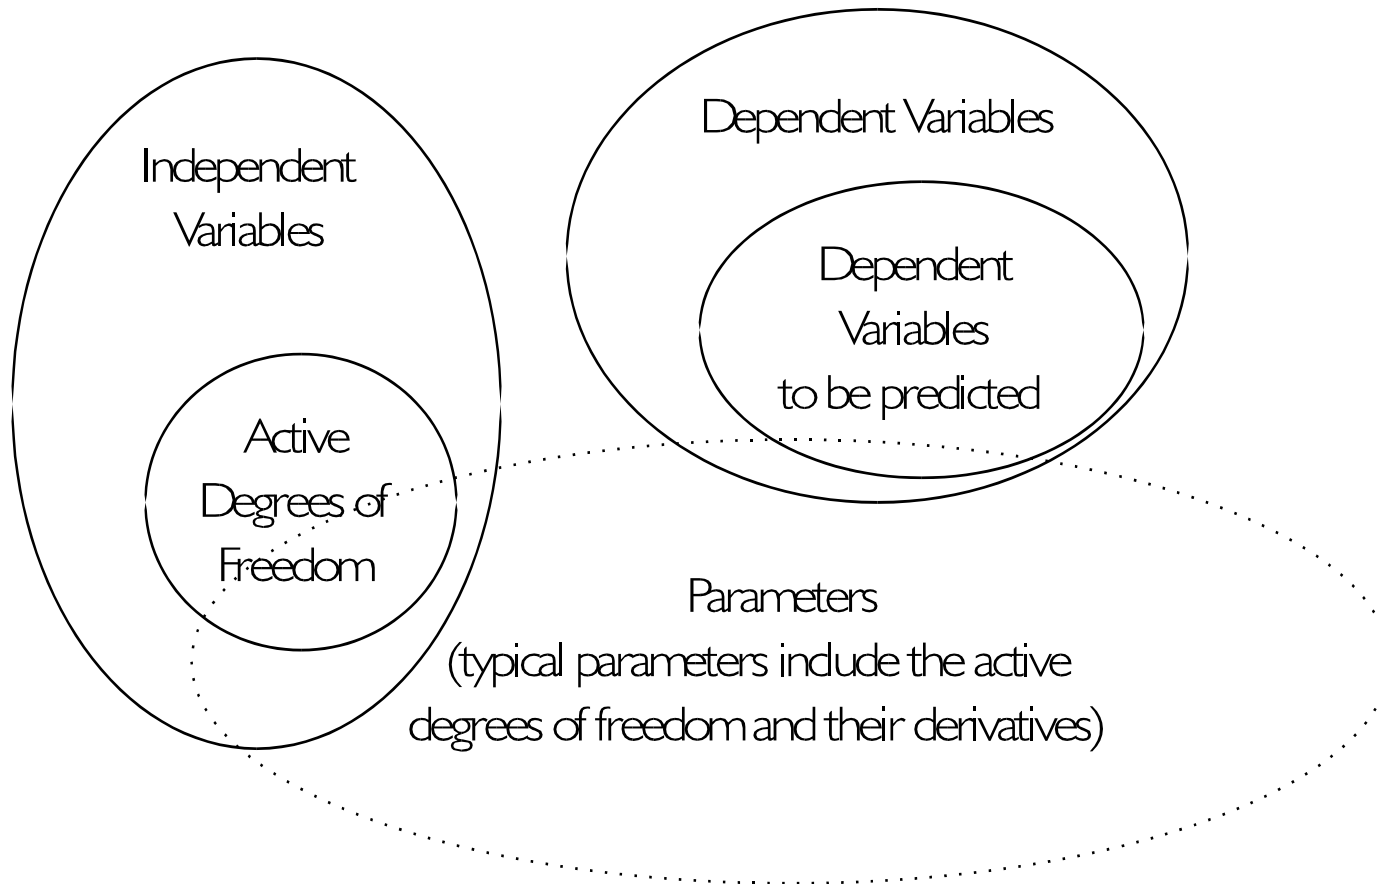 Independent
Variables
Active
Degrees of
Freedom
Dependent Variables
Dependent
Variables
to be predicted
Parameters
(typical parameters include the active
degrees of freedom and their derivatives)